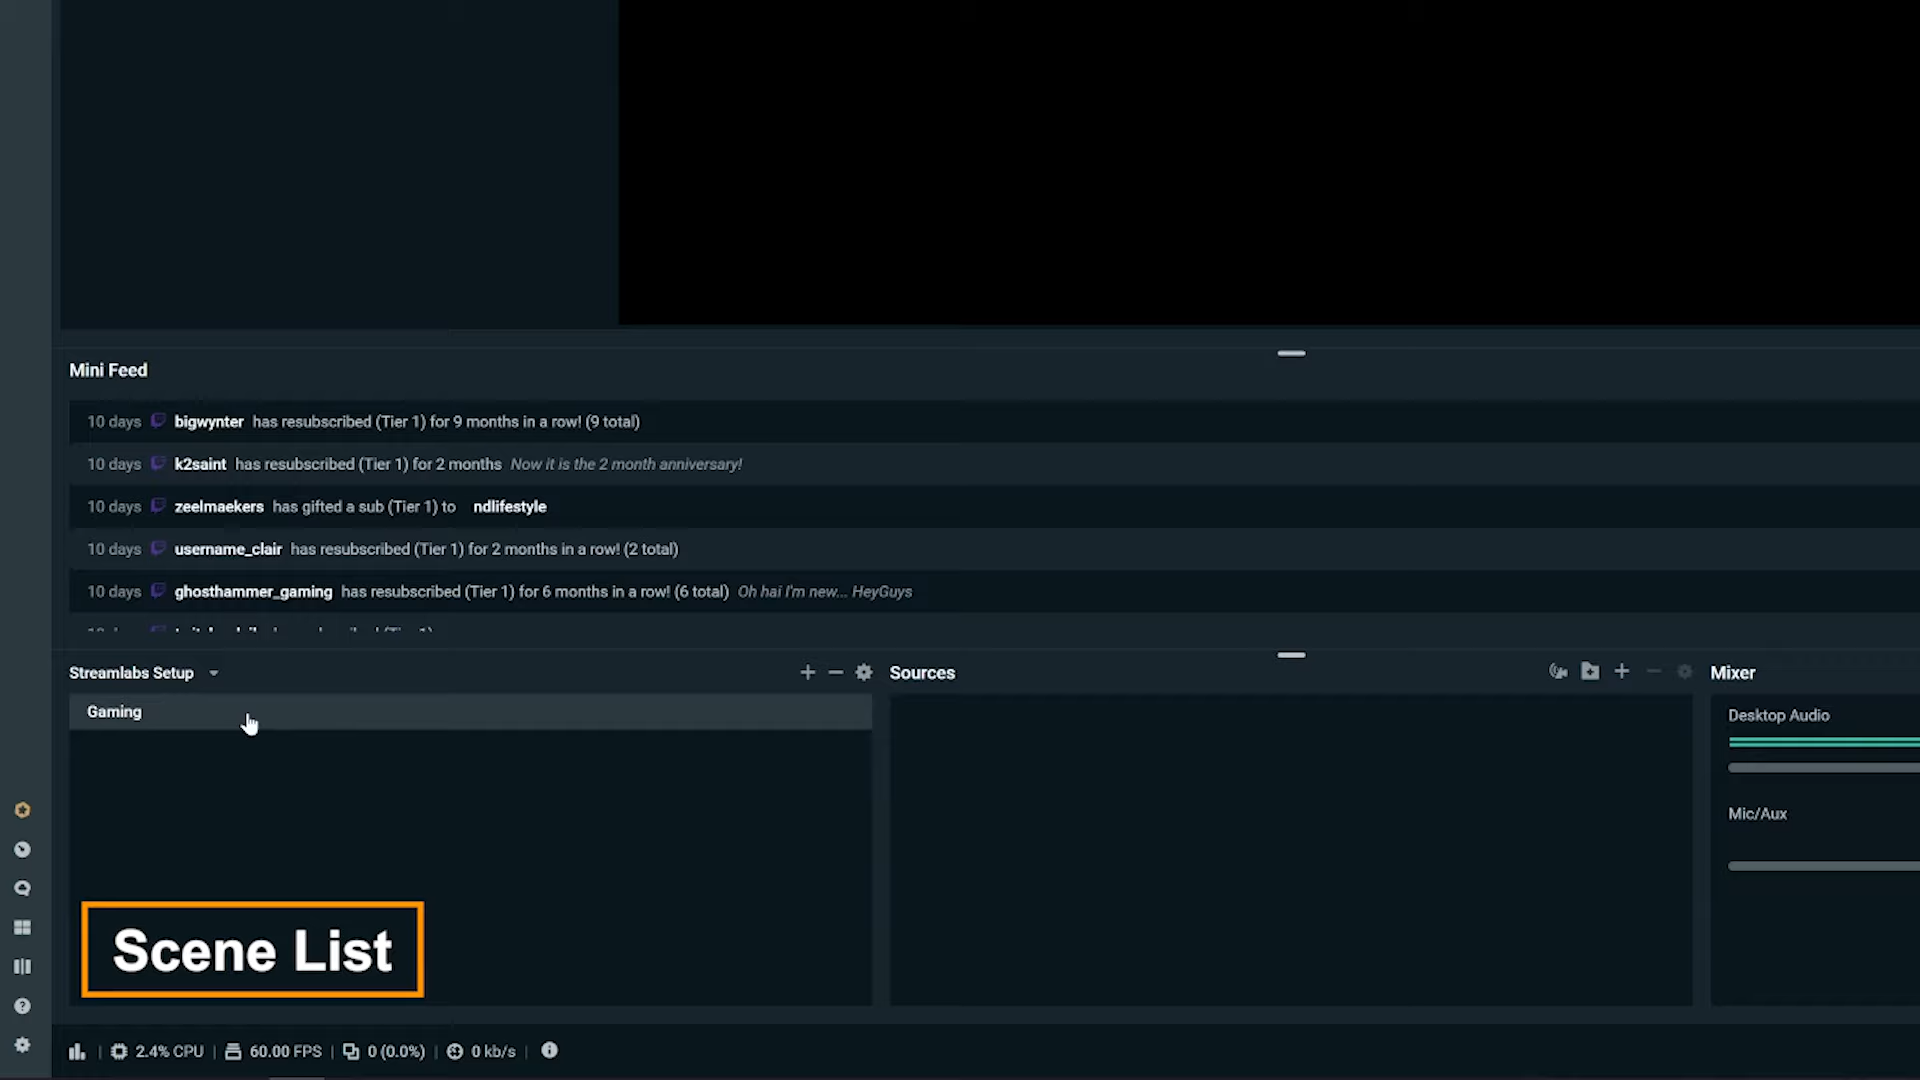 Mini Feed
10 days bigwynter has resubscribed (Tier 1) for 9 months in a row! (9 total)
10 days k2saint has resubscribed (Tier 1) for 2 months Now it is the 2 month anniversary!
10 days zeelmaekers has gifted a sub (Tier 1) to ndlifestyle
10 days username_clair has resubscribed (Tier 1) for 2 months in a row! (2 total)
10 days ghosthammer_gaming has resubscribed (Tier 1) for 6 months in a row! (6 total) Oh hai I'm new... HeyGuys
Streamlabs Setup
Gaming
Scene List
Sources
Mixer
Desktop Audio
Mic/Aux
2.4% CPU | 60.00 FPS | 0 (0.0%) | 0 kb/s |